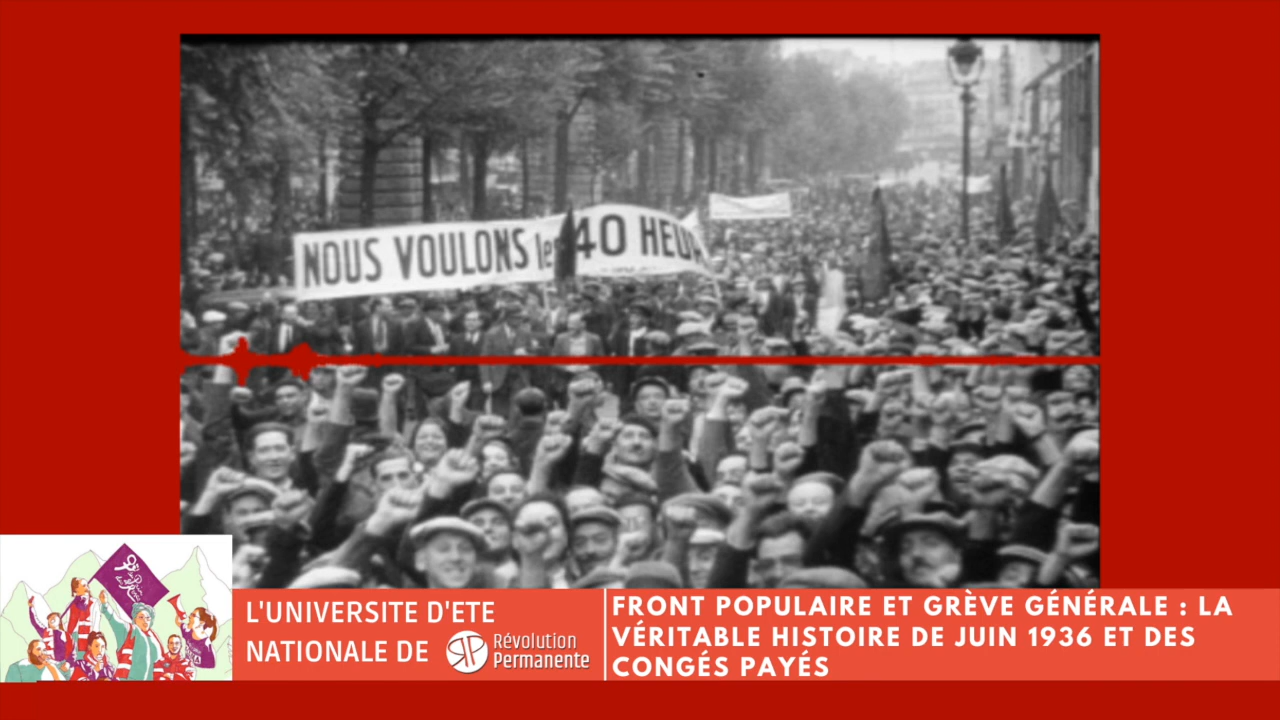 NOUS VOULONS les 40 HEU
L'UNIVERSITE D'ETE
NATIONALE DE
RP
Révolution
Permanente
FRONT POPULAIRE ET GRÈVE GÉNÉRALE : LA
VÉRITABLE HISTOIRE DE JUIN 1936 ET DES
CONGÉS PAYÉS